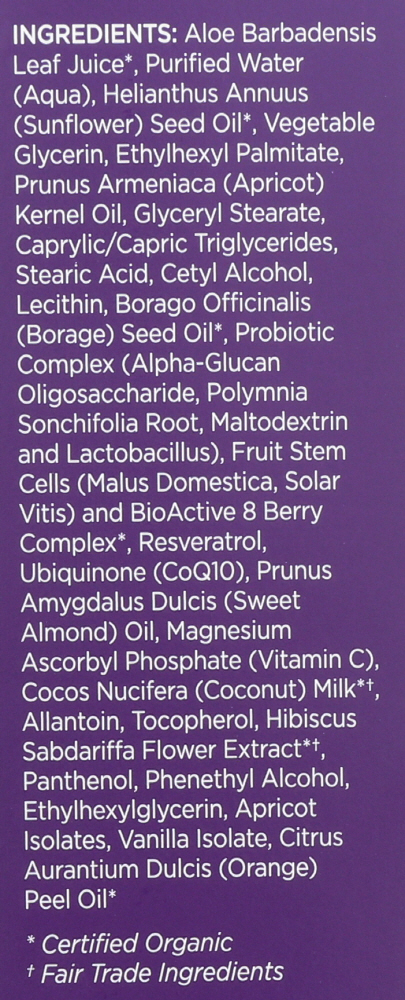 INGREDIENTS: Aloe Barbadensis
Leaf Juice*, Purified Water
(Aqua), Helianthus Annuus
(Sunflower) Seed Oil*, Vegetable
Glycerin, Ethylhexyl Palmitate,
Prunus Armeniaca (Apricot)
Kernel Oil, Glyceryl Stearate,
Caprylic/Capric Triglycerides,
Stearic Acid, Cetyl Alcohol,
Lecithin, Borago Officinalis
(Borage) Seed Oil*, Probiotic
Complex (Alpha-Glucan
Oligosaccharide, Polymnia
Sonchifolia Root, Maltodextrin
and Lactobacillus), Fruit Stem
Cells (Malus Domestica, Solar
Vitis) and BioActive 8 Berry
Complex*, Resveratrol,
Ubiquinone (CoQ10), Prunus
Amygdalus Dulcis (Sweet
Almond) Oil, Magnesium
Ascorbyl Phosphate (Vitamin C),
Cocos Nucifera (Coconut) Milk*†,
Allantoin, Tocopherol, Hibiscus
Sabdariffa Flower Extract*†,
Panthenol, Phenethyl Alcohol,
Ethylhexylglycerin, Apricot
Isolates, Vanilla Isolate, Citrus
Aurantium Dulcis (Orange)
Peel Oil*
* Certified Organic
† Fair Trade Ingredients